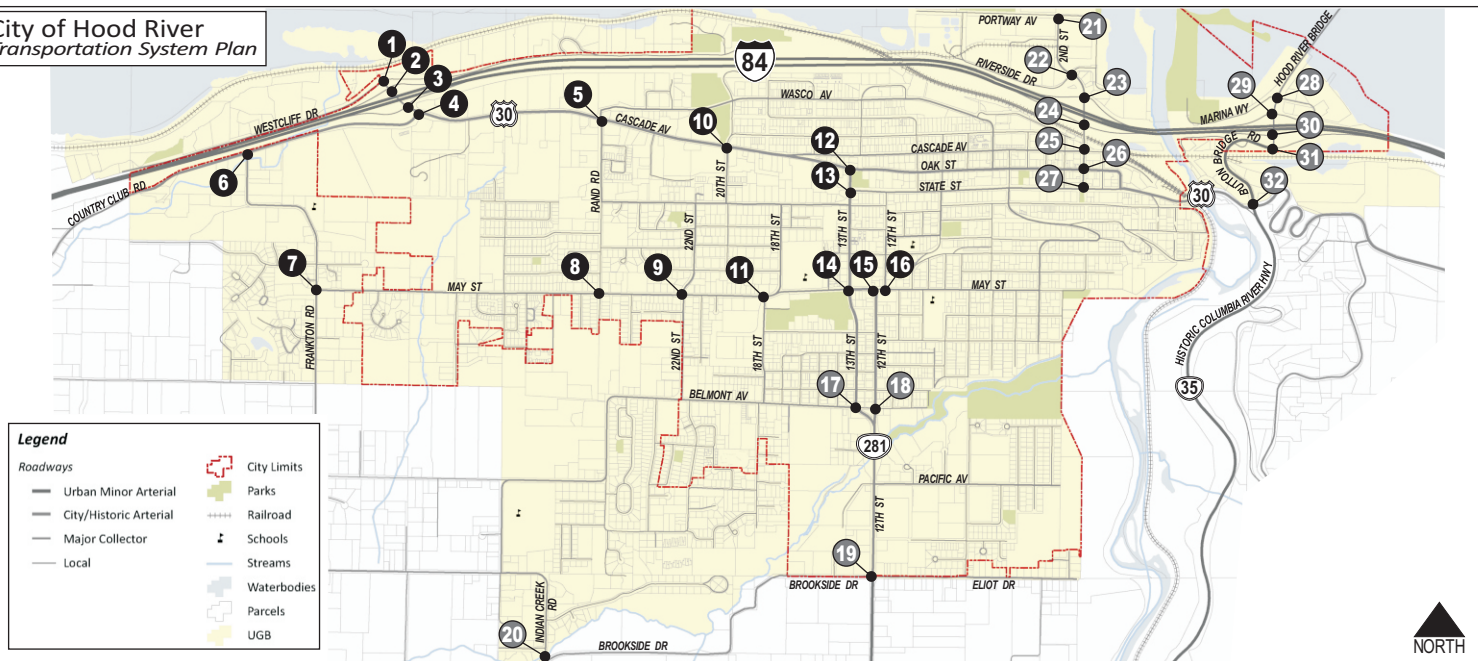 City of Hood River
Transportation System Plan
1
2
3
4
5
6
7
8
9
10
11
12
13
14
15
16
17
18
19
20
21
22
23
24
25
26
27
28
29
30
31
32
84
30
30
35
281
PORTWAY AV
2ND ST
RIVERSIDE DR
HOOD RIVER BRIDGE
MARINA WY
BUTTON BRIDGE RD
WESTCLIFF DR
COUNTRY CLUB RD
WASCO AV
CASCADE AV
CASCADE AV
OAK ST
STATE ST
RAND RD
20TH ST
22ND ST
18TH ST
13TH ST
12TH ST
MAY ST
MAY ST
FRANKTON RD
22ND ST
18TH ST
13TH ST
12TH ST
BELMONT AV
HISTORIC COLUMBIA RIVER HWY
PACIFIC AV
12TH ST
BROOKSIDE DR
ELIOT DR
INDIAN CREEK RD
BROOKSIDE DR
Legend
Roadways
Urban Minor Arterial
City/Historic Arterial
Major Collector
Local
City Limits
Parks
Railroad
Schools
Streams
Waterbodies
Parcels
UGB
NORTH